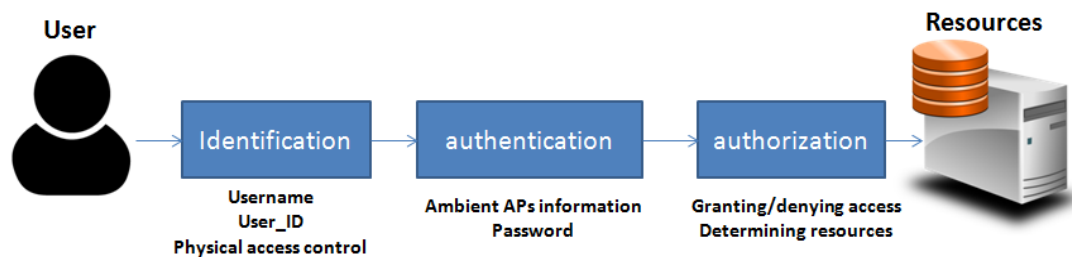 User
Resources
Identification
authentication
authorization
Username
User_ID
Physical access control
Ambient APs information
Password
Granting/denying access
Determining resources